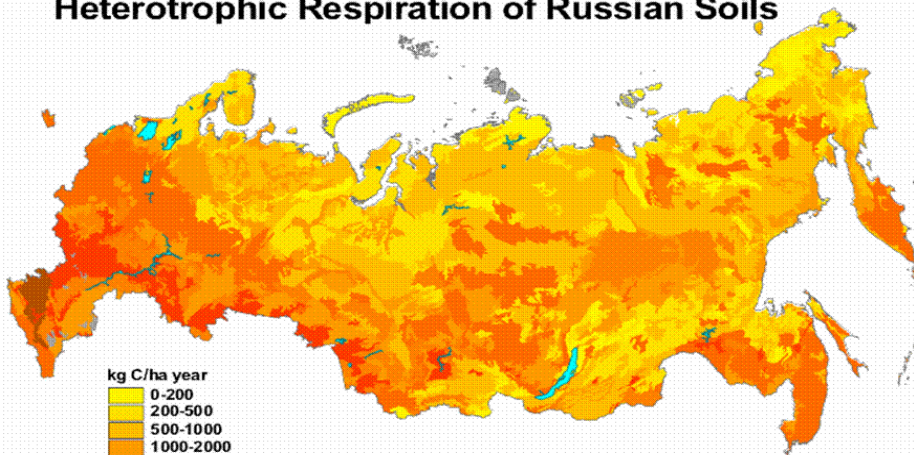 Heterotrophic Respiration of Russian Soils
kg C/ha year
0-200
200-500
500-1000
1000-2000